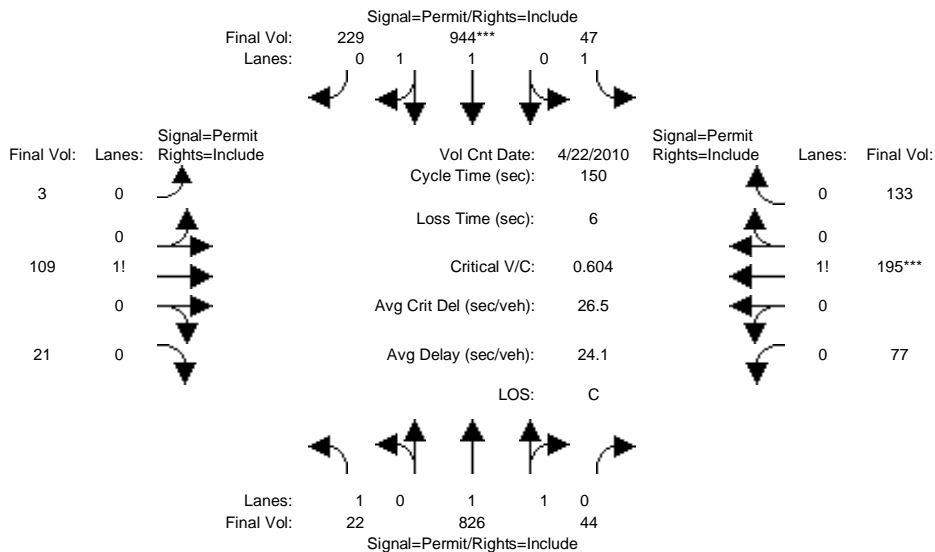 Signal=Permit/Rights=Include
Final Vol: 229 944*** 47
Lanes: 0 1 1 0 1
Signal=Permit Signal=Permit
Final Vol: Lanes: Rights=Include Vol Cnt Date: 4/22/2010 Rights=Include Lanes: Final Vol:
Cycle Time (sec): 150
3 0 0 133
Loss Time (sec): 6
0 0
109 1! Critical V/C: 0.604 1! 195***
0 Avg Crit Del (sec/veh): 26.5 0
21 0 Avg Delay (sec/veh): 24.1 0 77
LOS: C
Lanes: 1 0 1 1 0
Final Vol: 22 826 44
Signal=Permit/Rights=Include